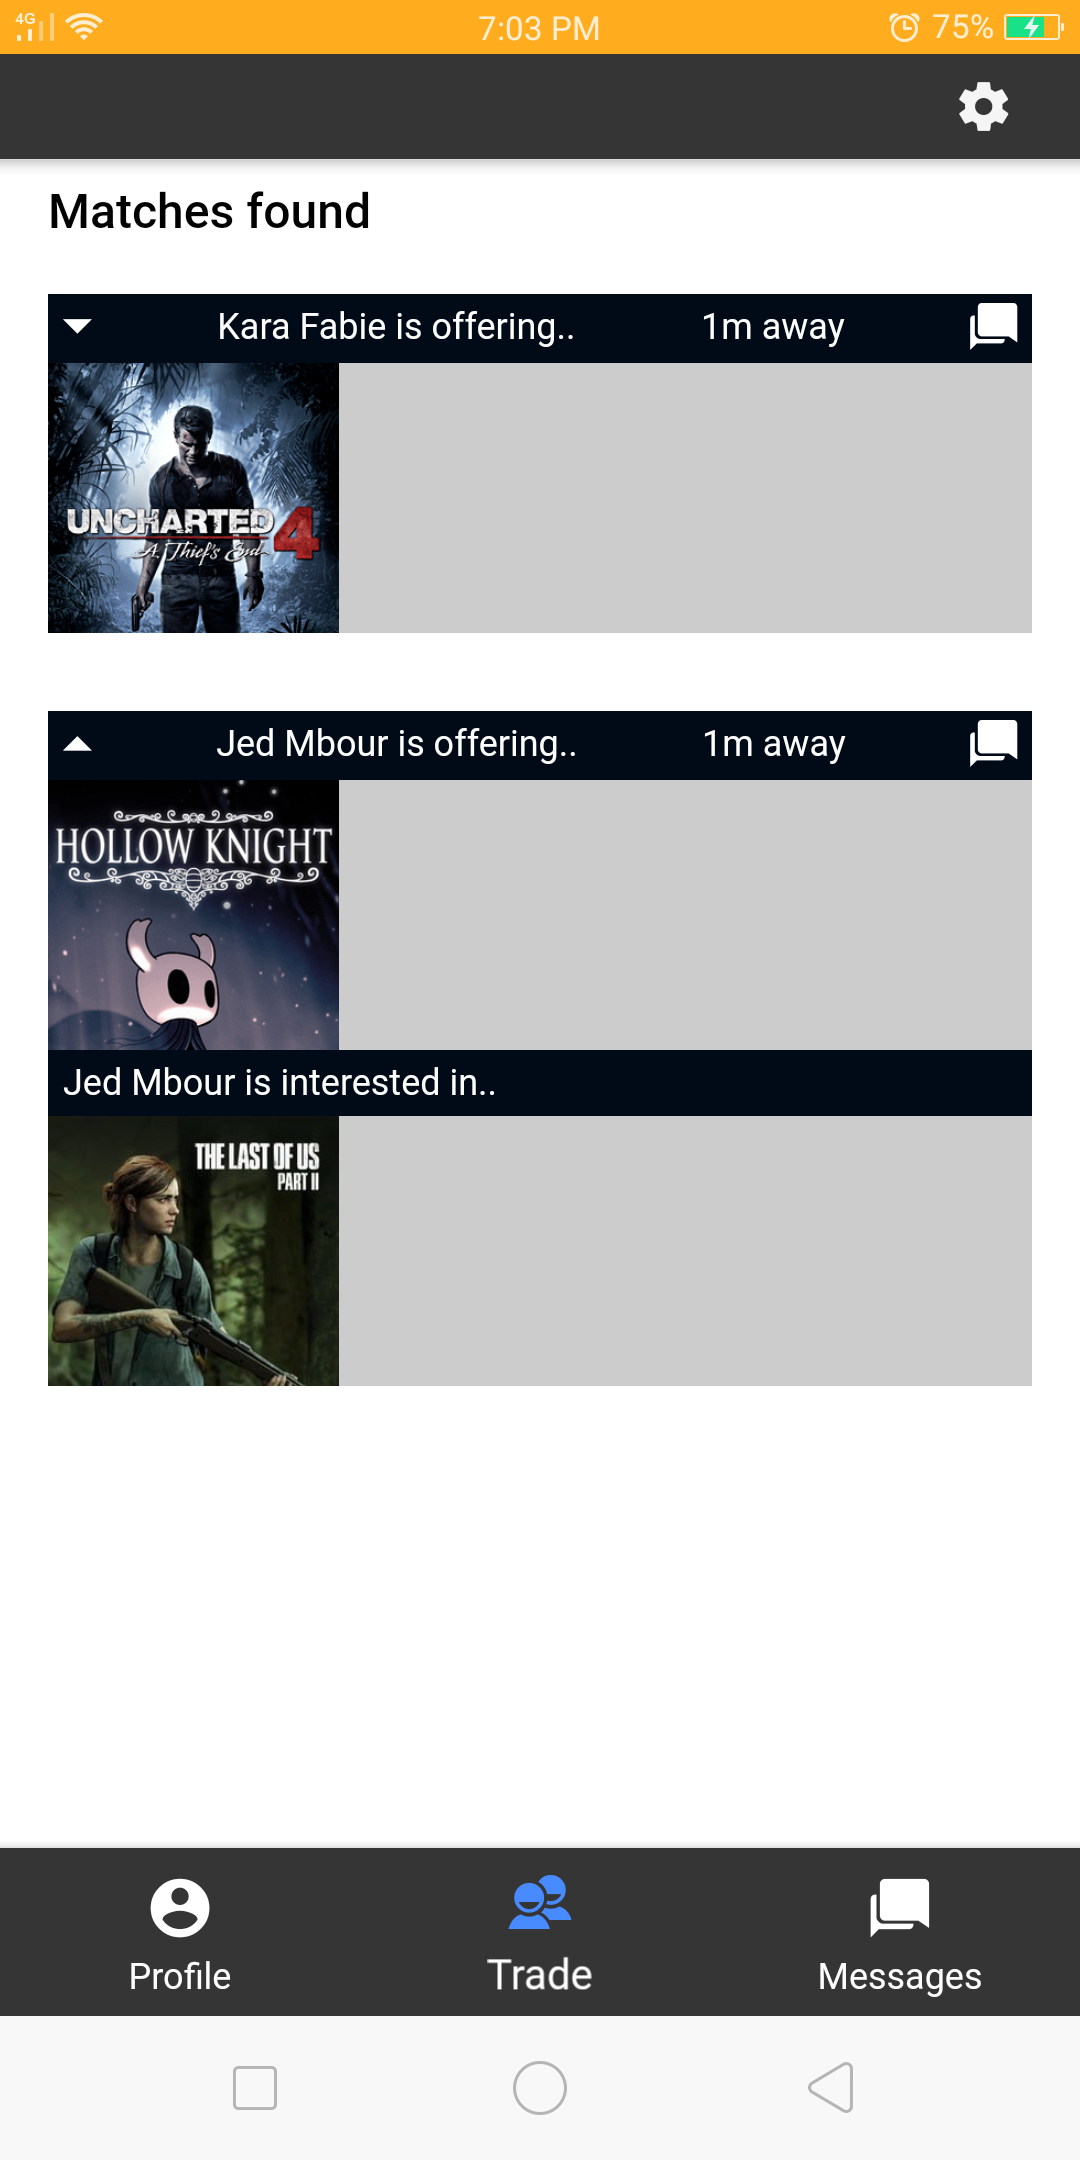 4G
7:03 PM
75%
Matches found
Kara Fabie is offering.. 1m away
UNCHARTED 4
A Thief's End
Jed Mbour is offering.. 1m away
HOLLOW KNIGHT
Jed Mbour is interested in..
THE LAST OF US
PART II
Profile
Trade
Messages